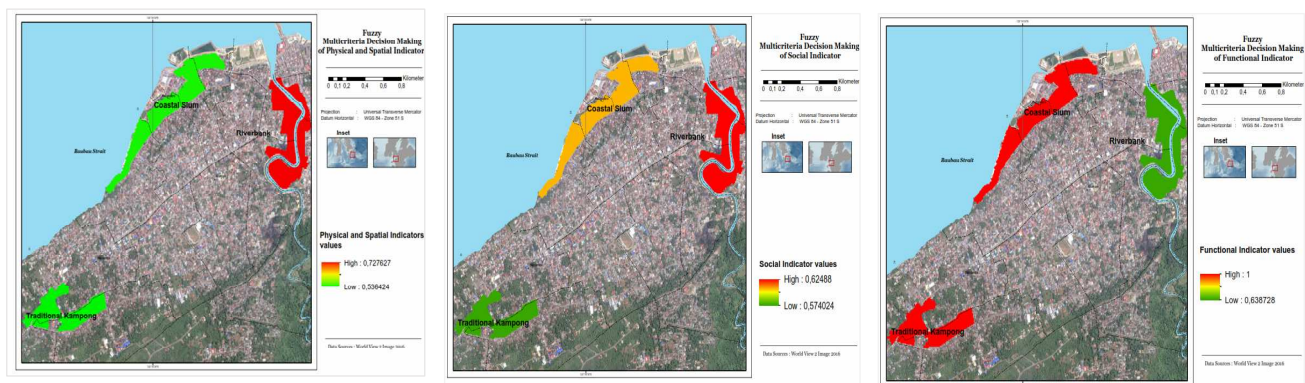 Fuzzy
Multicriteria Decision Making
of Physical and Spatial Indicator
Kilometer
0 0,1 0,2 0,4 0,6 0,8
Projection : Universal Transverse Mercator
Datum Horizontal : WGS 84 - Zone 51 S
Inset
Coastal Slum
Riverbank
Baubau Strait
Traditional Kampong
Physical and Spatial Indicators
values
High : 0,727627
Low : 0,536424
Data Sources : World View 2 Image 2016
Fuzzy
Multicriteria Decision Making
of Social Indicator
Kilometer
0 0,1 0,2 0,4 0,6 0,8
Projection : Universal Transverse Mercator
Datum Horizontal : WGS 84 - Zone 51 S
Inset
Coastal Slum
Riverbank
Baubau Strait
Traditional Kampong
Social Indicator values
High : 0,62488
Low : 0,574024
Data Sources : World View 2 Image 2016
Fuzzy
Multicriteria Decision Making
of Functional Indicator
Kilometer
0 0,1 0,2 0,4 0,6 0,8
Projection : Universal Transverse Mercator
Datum Horizontal : WGS 84 - Zone 51 S
Inset
Coastal Slum
Riverbank
Baubau Strait
Traditional Kampong
Functional Indicator values
High : 1
Low : 0,638728
Data Sources : World View 2 Image 2016